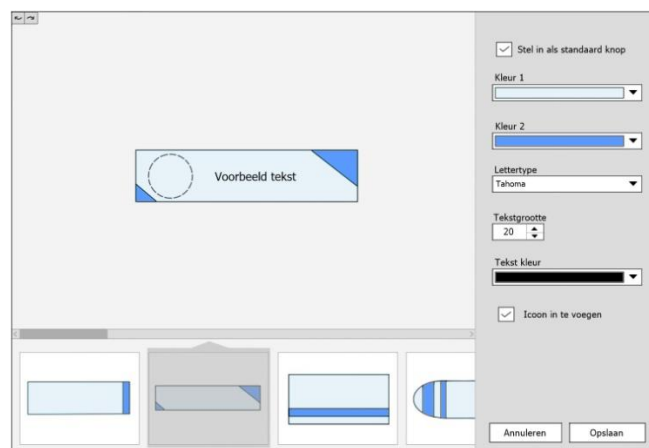 Stel in als standaard knop
Kleur 1
Kleur 2
Lettertype
Tahoma
Tekstgrootte
20
Tekst kleur
Icoon in te voegen
Voorbeeld tekst
Annuleren
Opslaan